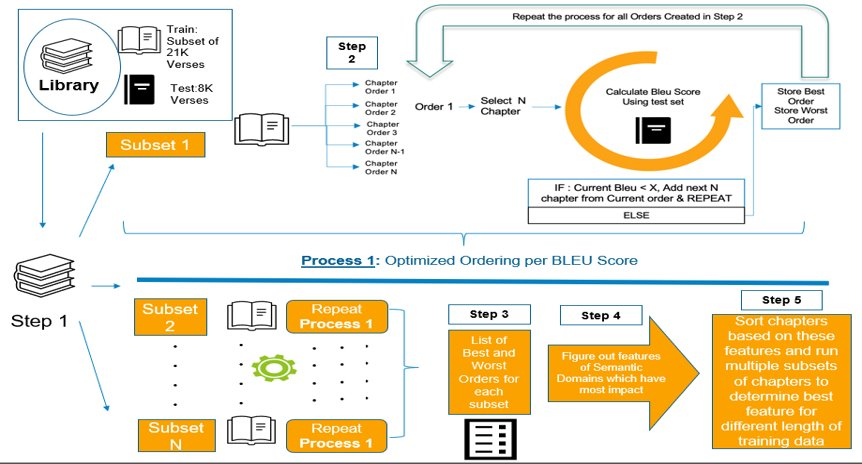 Library
Train:
Subset of
21K
Verses
Test:8K
Verses
Subset 1
Step
2
Chapter
Order 1
Chapter
Order 2
Chapter
Order 3
Chapter
Order N-1
Chapter
Order N
Repeat the process for all Orders Created in Step 2
Order 1
Select N
Chapter
Calculate Bleu Score
Using test set
Store Best
Order
Store Worst
Order
IF : Current Bleu < X, Add next N
chapter from Current order & REPEAT
ELSE
Process 1: Optimized Ordering per BLEU Score
Step 1
Subset
2
Repeat
Process 1
Subset
N
Repeat
Process 1
Step 3
List of
Best and
Worst
Orders for
each
subset
Step 4
Figure out features
of Semantic
Domains which have
most impact
Step 5
Sort chapters
based on these
features and run
multiple subsets
of chapters to
determine best
feature for
different length of
training data